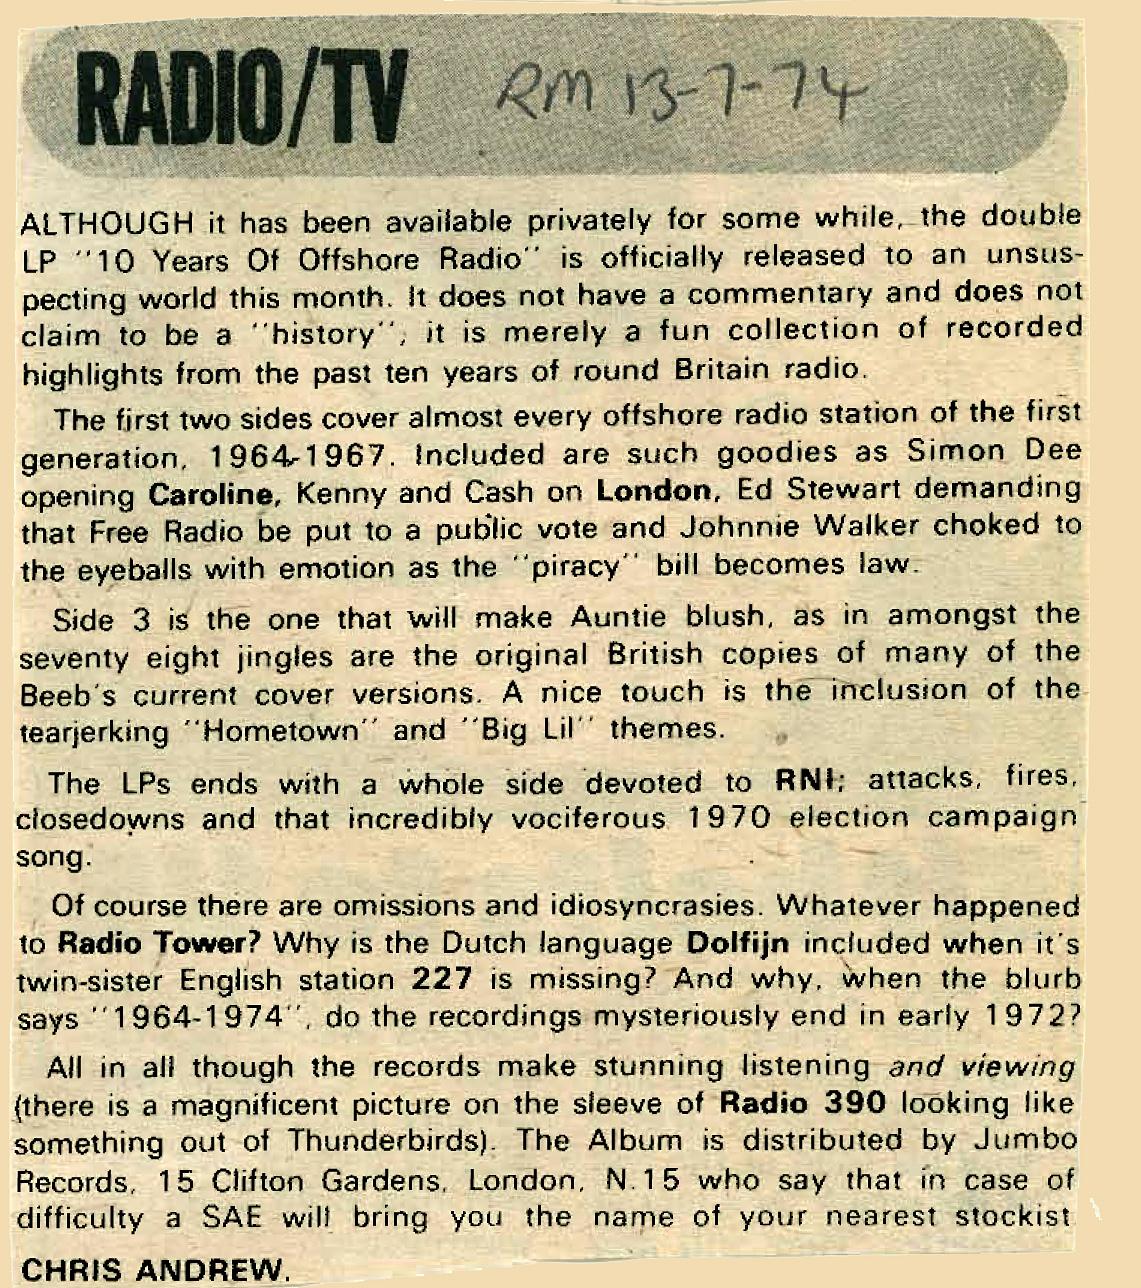 RADIO/TV RM 13-7-74
ALTHOUGH it has been available privately for some while, the double
LP "10 Years Of Offshore Radio" is officially released to an unsus-
pecting world this month. It does not have a commentary and does not
claim to be a "history"; it is merely a fun collection of recorded
highlights from the past ten years of round Britain radio.
The first two sides cover almost every offshore radio station of the first
generation, 1964-1967. Included are such goodies as Simon Dee
opening Caroline, Kenny and Cash on London, Ed Stewart demanding
that Free Radio be put to a public vote and Johnnie Walker choked to
the eyeballs with emotion as the "piracy" bill becomes law.
Side 3 is the one that will make Auntie blush, as in amongst the
seventy eight jingles are the original British copies of many of the
Beeb's current cover versions. A nice touch is the inclusion of the
tearjerking "Hometown" and "Big Lil" themes.
The LPs ends with a whole side devoted to RNI; attacks, fires,
closedowns and that incredibly vociferous 1970 election campaign
song.
Of course there are omissions and idiosyncrasies. Whatever happened
to Radio Tower? Why is the Dutch language Dolfijn included when it's
twin-sister English station 227 is missing? And why, when the blurb
says "1964-1974", do the recordings mysteriously end in early 1972?
All in all though the records make stunning listening and viewing
(there is a magnificent picture on the sleeve of Radio 390 looking like
something out of Thunderbirds). The Album is distributed by Jumbo
Records, 15 Clifton Gardens, London, N.15 who say that in case of
difficulty a SAE will bring you the name of your nearest stockist
CHRIS ANDREW.